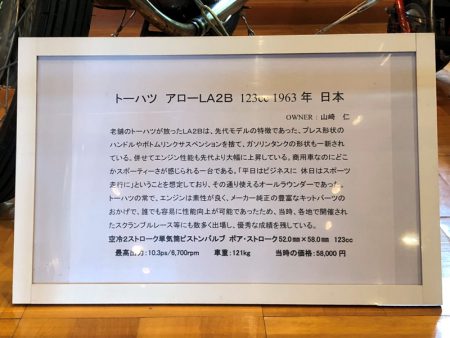 トーハツ アローLA2B 123cc 1963年 日本
OWNER:山崎 仁
老舗のトーハツが放ったLA2Bは、先代モデルの特徴であった、プレス形状の
ハンドルやボトムリンクサスペンションを捨て、ガソリンタンクの形状も一新され
ている。併せてエンジン性能も先代より大幅に上昇している。商用車なのにどこ
かスポーティーさが感じられる一台である。「平日はビジネスに 休日はスポーツ
走行に」ということを想定しており、その通り使えるオールラウンダーであった。
トーハツの常で、エンジンは素性が良く、メーカー純正の豊富なキットパーツの
おかげで、誰でも容易に性能向上が可能であったため、当時、各地で開催され
たスクランブルレース等にも数多く出場し、優秀な成績を残している。
空冷2ストローク単気筒ピストンバルブ ボア・ストローク52.0mm×58.0mm 123cc
最高出力:10.3ps/6,700rpm 車重:121kg 当時の価格:58,000円